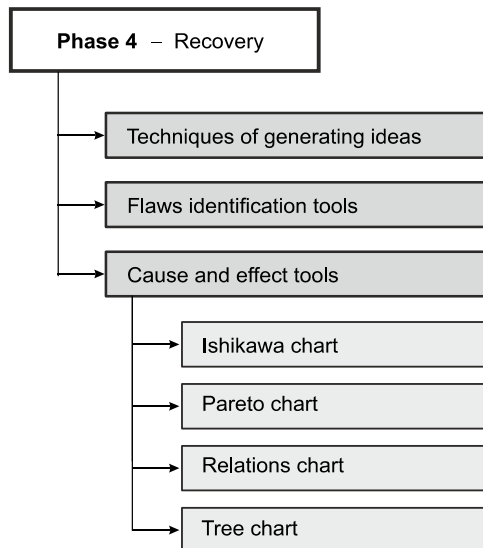 Phase 4 – Recovery
Techniques of generating ideas
Flaws identification tools
Cause and effect tools
Ishikawa chart
Pareto chart
Relations chart
Tree chart